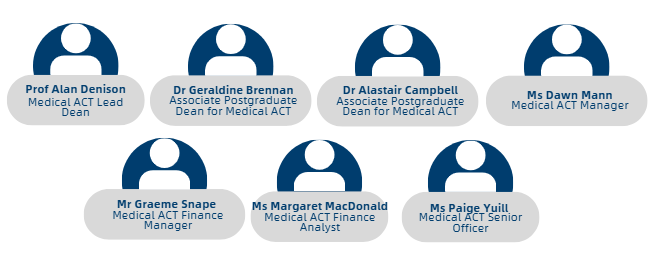 Prof Alan Denison
Medical ACT Lead
Dean
Dr Geraldine Brennan
Associate Postgraduate
Dean for Medical ACT
Dr Alastair Campbell
Associate Postgraduate
Dean for Medical ACT
Ms Dawn Mann
Medical ACT Manager
Mr Graeme Snape
Medical ACT Finance
Manager
Ms Margaret MacDonald
Medical ACT Finance
Analyst
Ms Paige Yuill
Medical ACT Senior
Officer